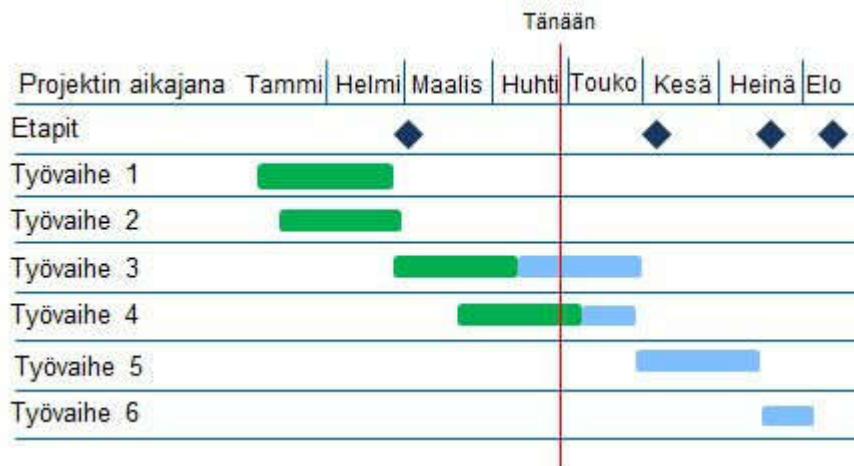 Tänään
Projektin aikajana Tammi Helmi Maalis Huhti Touko Kesä Heinä Elo
Etapit
Työvaihe 1
Työvaihe 2
Työvaihe 3
Työvaihe 4
Työvaihe 5
Työvaihe 6